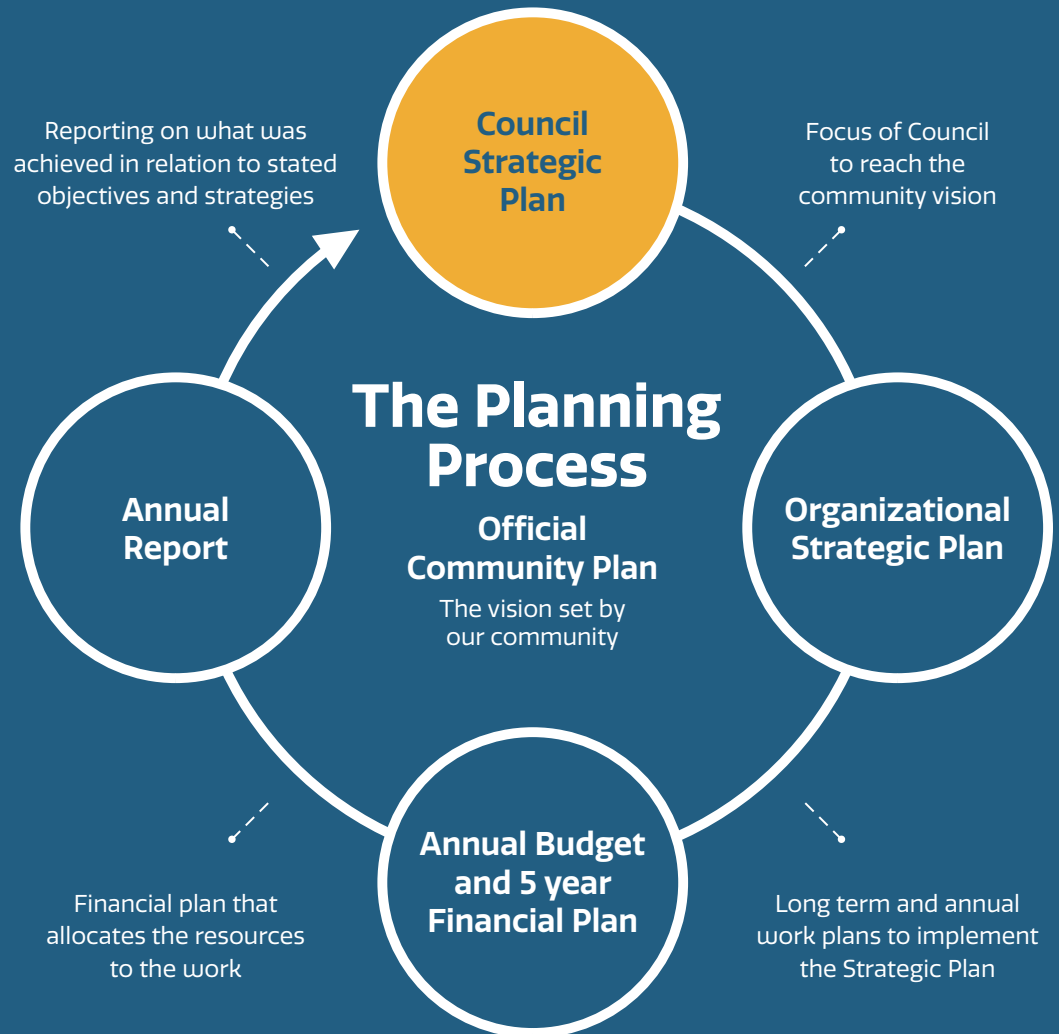 Council
Strategic
Plan
Reporting on what was
achieved in relation to stated
objectives and strategies
Focus of Council
to reach the
community vision
The Planning
Process
Official
Community Plan
The vision set by
our community
Annual
Report
Organizational
Strategic Plan
Annual Budget
and 5 year
Financial Plan
Financial plan that
allocates the resources
to the work
Long term and annual
work plans to implement
the Strategic Plan